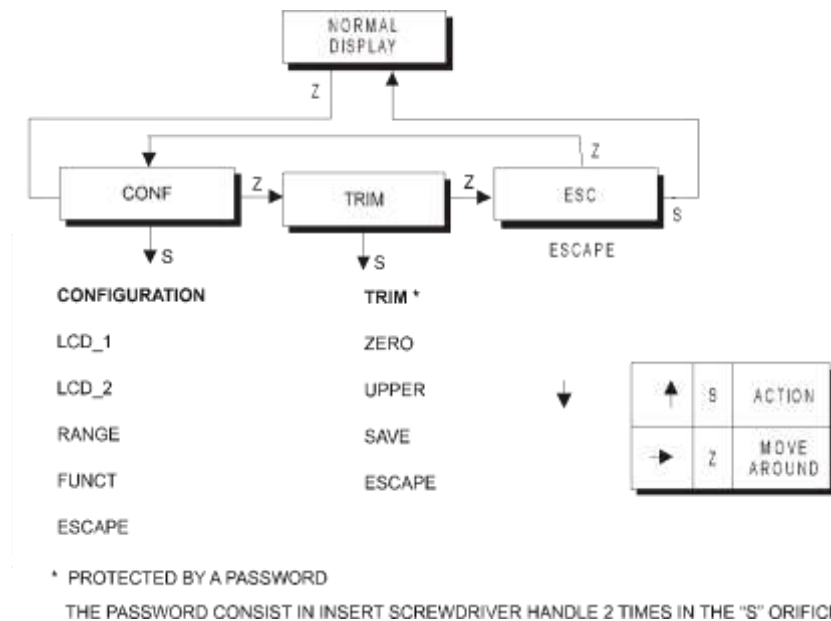 NORMAL
DISPLAY
Z
Z
CONF
Z
TRIM
Z
ESC
S
ESCAPE
S
S
CONFIGURATION
TRIM *
LCD_1
ZERO
LCD_2
UPPER
S
ACTION
RANGE
SAVE
Z
MOVE
AROUND
FUNCT
ESCAPE
ESCAPE
* PROTECTED BY A PASSWORD
THE PASSWORD CONSIST IN INSERT SCREWDRIVER HANDLE 2 TIMES IN THE "S"